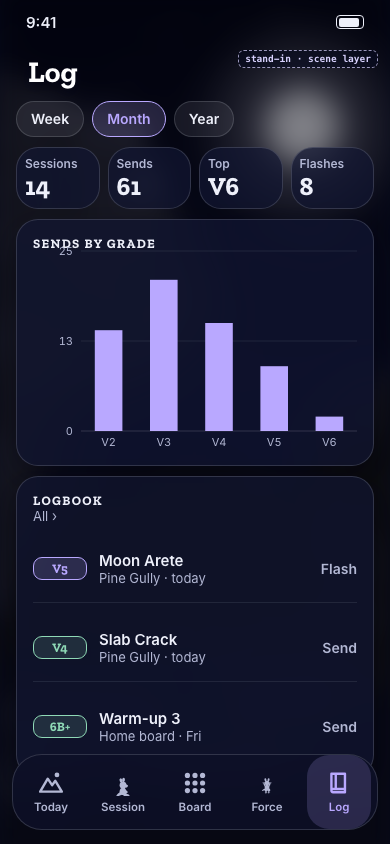 9:41
stand-in · scene layer
Log
Week Month Year
Sessions Sends Top Flashes
14 61 V6 8
SENDS BY GRADE
25
13
0
V2 V3 V4 V5 V6
LOGBOOK
All ›
V5 Moon Arete Flash
Pine Gully · today
V4 Slab Crack Send
Pine Gully · today
6B+ Warm-up 3 Send
Home board · Fri
Today Session Board Force Log